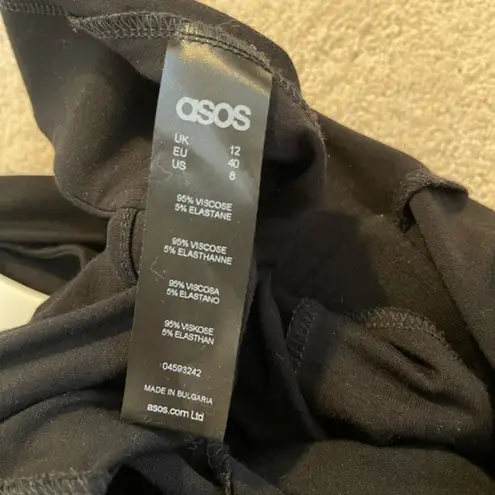 asos
UK 12
EU 40
US 8
95% VISCOSE
5% ELASTANE
95% VISCOSE
5% ELASTHANNE
95% VISCOSA
5% ELASTANO
95% VISKOSE
5% ELASTHAN
04593242
MADE IN BULGARIA
asos.com Ltd